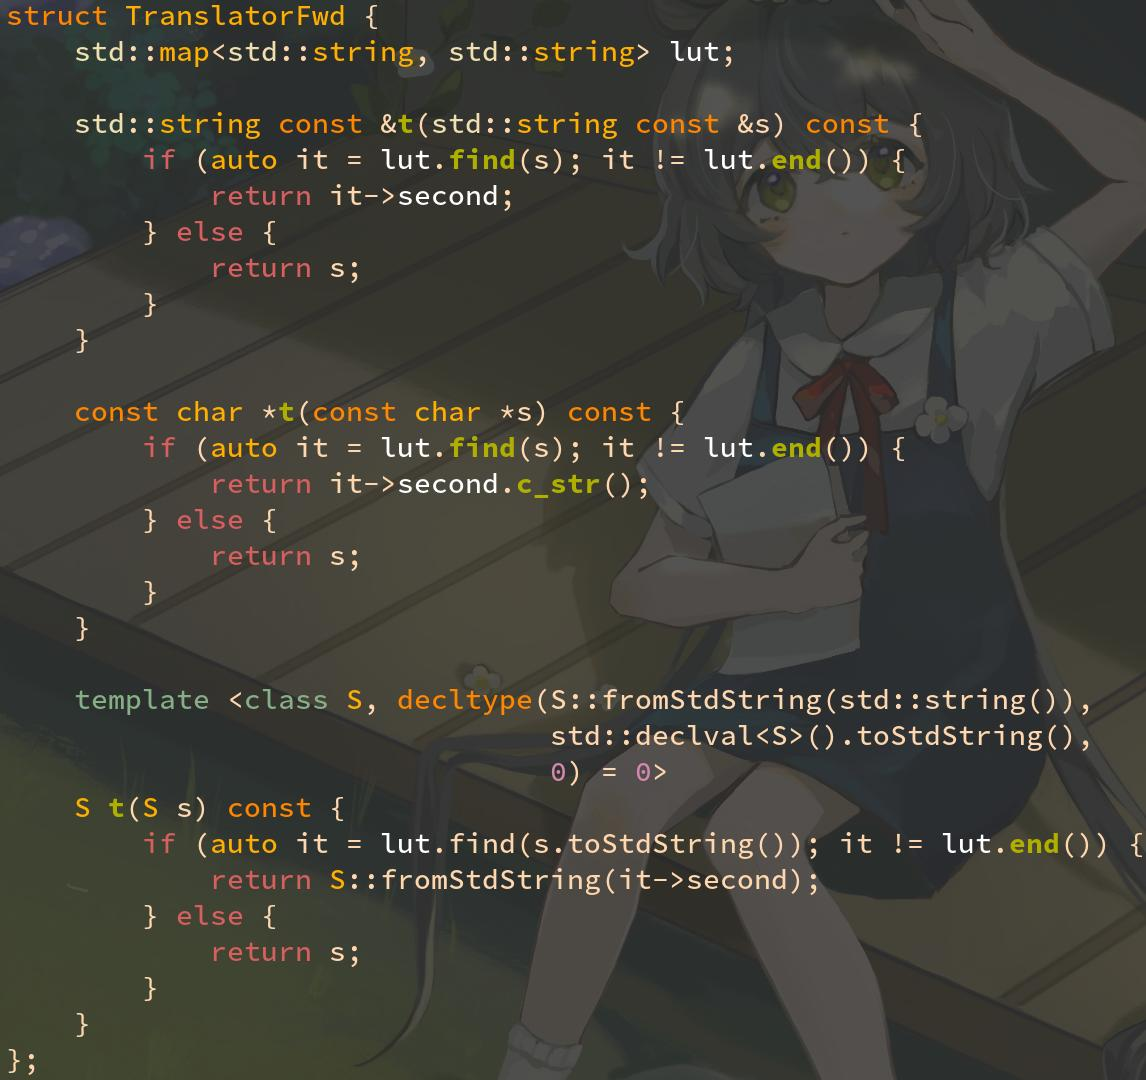 struct TranslatorFwd {
    std::map<std::string, std::string> lut;

    std::string const &t(std::string const &s) const {
        if (auto it = lut.find(s); it != lut.end()) {
            return it->second;
        } else {
            return s;
        }
    }

    const char *t(const char *s) const {
        if (auto it = lut.find(s); it != lut.end()) {
            return it->second.c_str();
        } else {
            return s;
        }
    }

    template <class S, decltype(S::fromStdString(std::string()),
                                std::declval<S>().toStdString(),
                                0) = 0>
    S t(S s) const {
        if (auto it = lut.find(s.toStdString()); it != lut.end()) {
            return S::fromStdString(it->second);
        } else {
            return s;
        }
    }
};